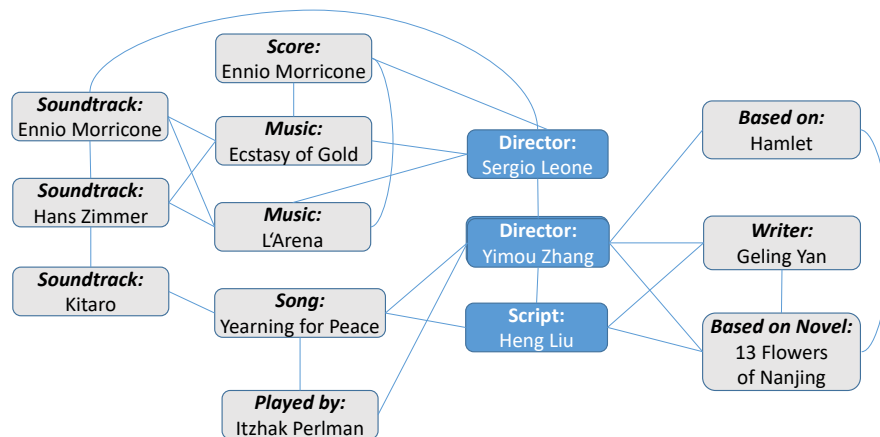 Score:
Ennio Morricone
Soundtrack:
Ennio Morricone
Music:
Ecstasy of Gold
Director:
Sergio Leone
Based on:
Hamlet
Soundtrack:
Hans Zimmer
Music:
L‘Arena
Director:
Yimou Zhang
Writer:
Geling Yan
Soundtrack:
Kitaro
Song:
Yearning for Peace
Script:
Heng Liu
Based on Novel:
13 Flowers
of Nanjing
Played by:
Itzhak Perlman